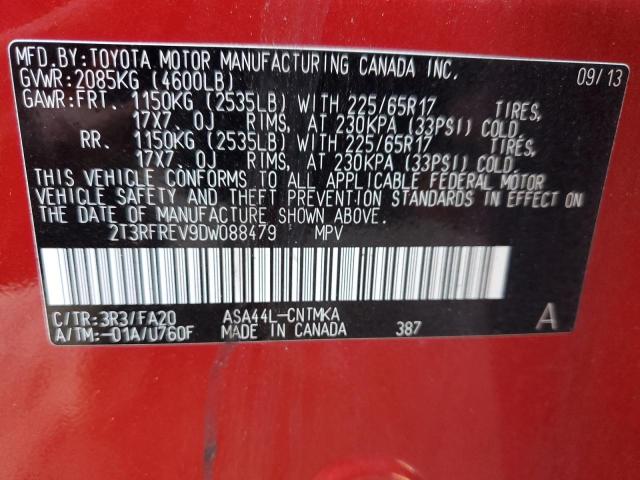 MFD.BY:TOYOTA MOTOR MANUFACTURING CANADA INC. 09/13
GVWR:2085KG (4600LB)
GAWR:FRT. 1150KG (2535LB) WITH 225/65R17 TIRES,
17X7 0J RIMS, AT 230KPA (33PSI) COLD.
RR. 1150KG (2535LB) WITH 225/65R17 TIRES,
17X7 0J RIMS, AT 230KPA (33PSI) COLD.
THIS VEHICLE CONFORMS TO ALL APPLICABLE FEDERAL MOTOR
VEHICLE SAFETY AND THEFT PREVENTION STANDARDS IN EFFECT ON
THE DATE OF MANUFACTURE SHOWN ABOVE.
2T3RFREV9DW088479 MPV
C/TR:3R3/FA20 ASA44L-CNTMKA
A/TM:-01A/U760F MADE IN CANADA 387 A